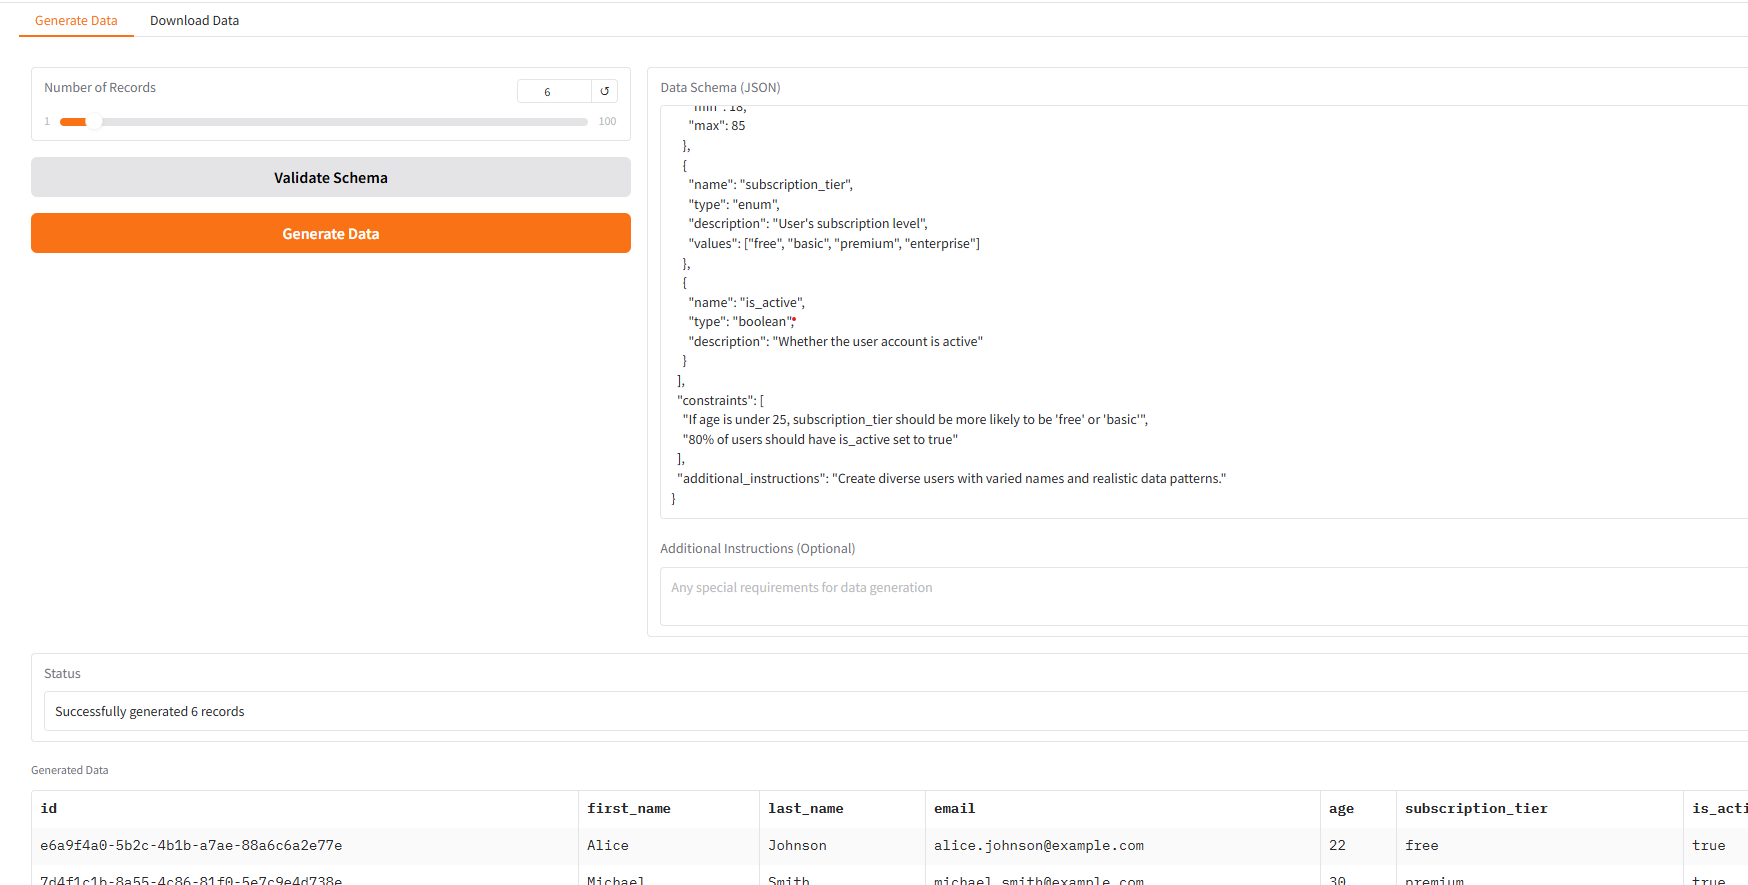 Generate Data
Download Data
Number of Records
6
↺
1
100
Validate Schema
Generate Data
Data Schema (JSON)
"min": 18,
"max": 85
},
{
"name": "subscription_tier",
"type": "enum",
"description": "User's subscription level",
"values": ["free", "basic", "premium", "enterprise"]
},
{
"name": "is_active",
"type": "boolean",
"description": "Whether the user account is active"
}
],
"constraints": [
"If age is under 25, subscription_tier should be more likely to be 'free' or 'basic'",
"80% of users should have is_active set to true"
],
"additional_instructions": "Create diverse users with varied names and realistic data patterns."
}
Additional Instructions (Optional)
Any special requirements for data generation
Status
Successfully generated 6 records
Generated Data
id first_name last_name email age subscription_tier is_acti
e6a9f4a0-5b2c-4b1b-a7ae-88a6c6a2e77e Alice Johnson alice.johnson@example.com 22 free true
7d4f1c1b-8a55-4c86-81f0-5e7c9e4d738e Michael Smith michael.smith@example.com 30 premium true